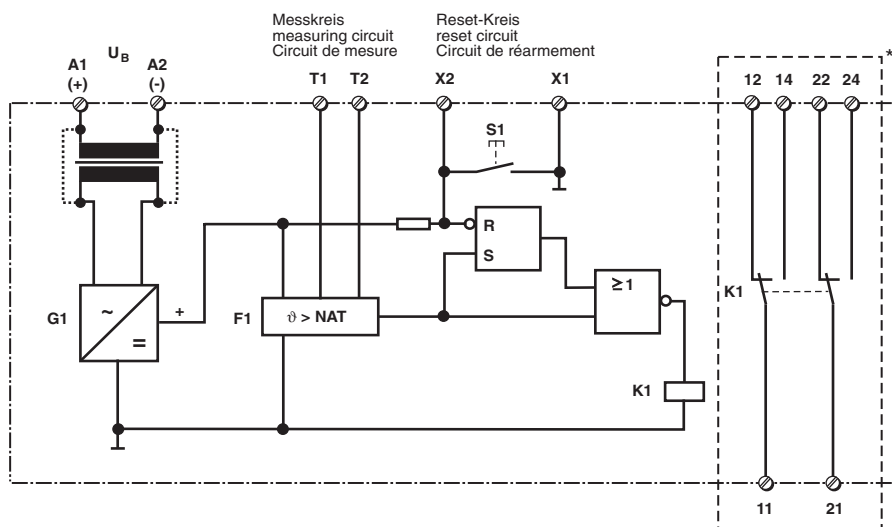 Messkreis
measuring circuit
Circuit de mesure
Reset-Kreis
reset circuit
Circuit de réarmement
*
A1
(+)
UB
A2
(-)
T1
T2
X2
X1
12
14
22
24
S1
R
S
≥1
K1
G1
~
=
+
F1
ϑ > NAT
K1
11
21